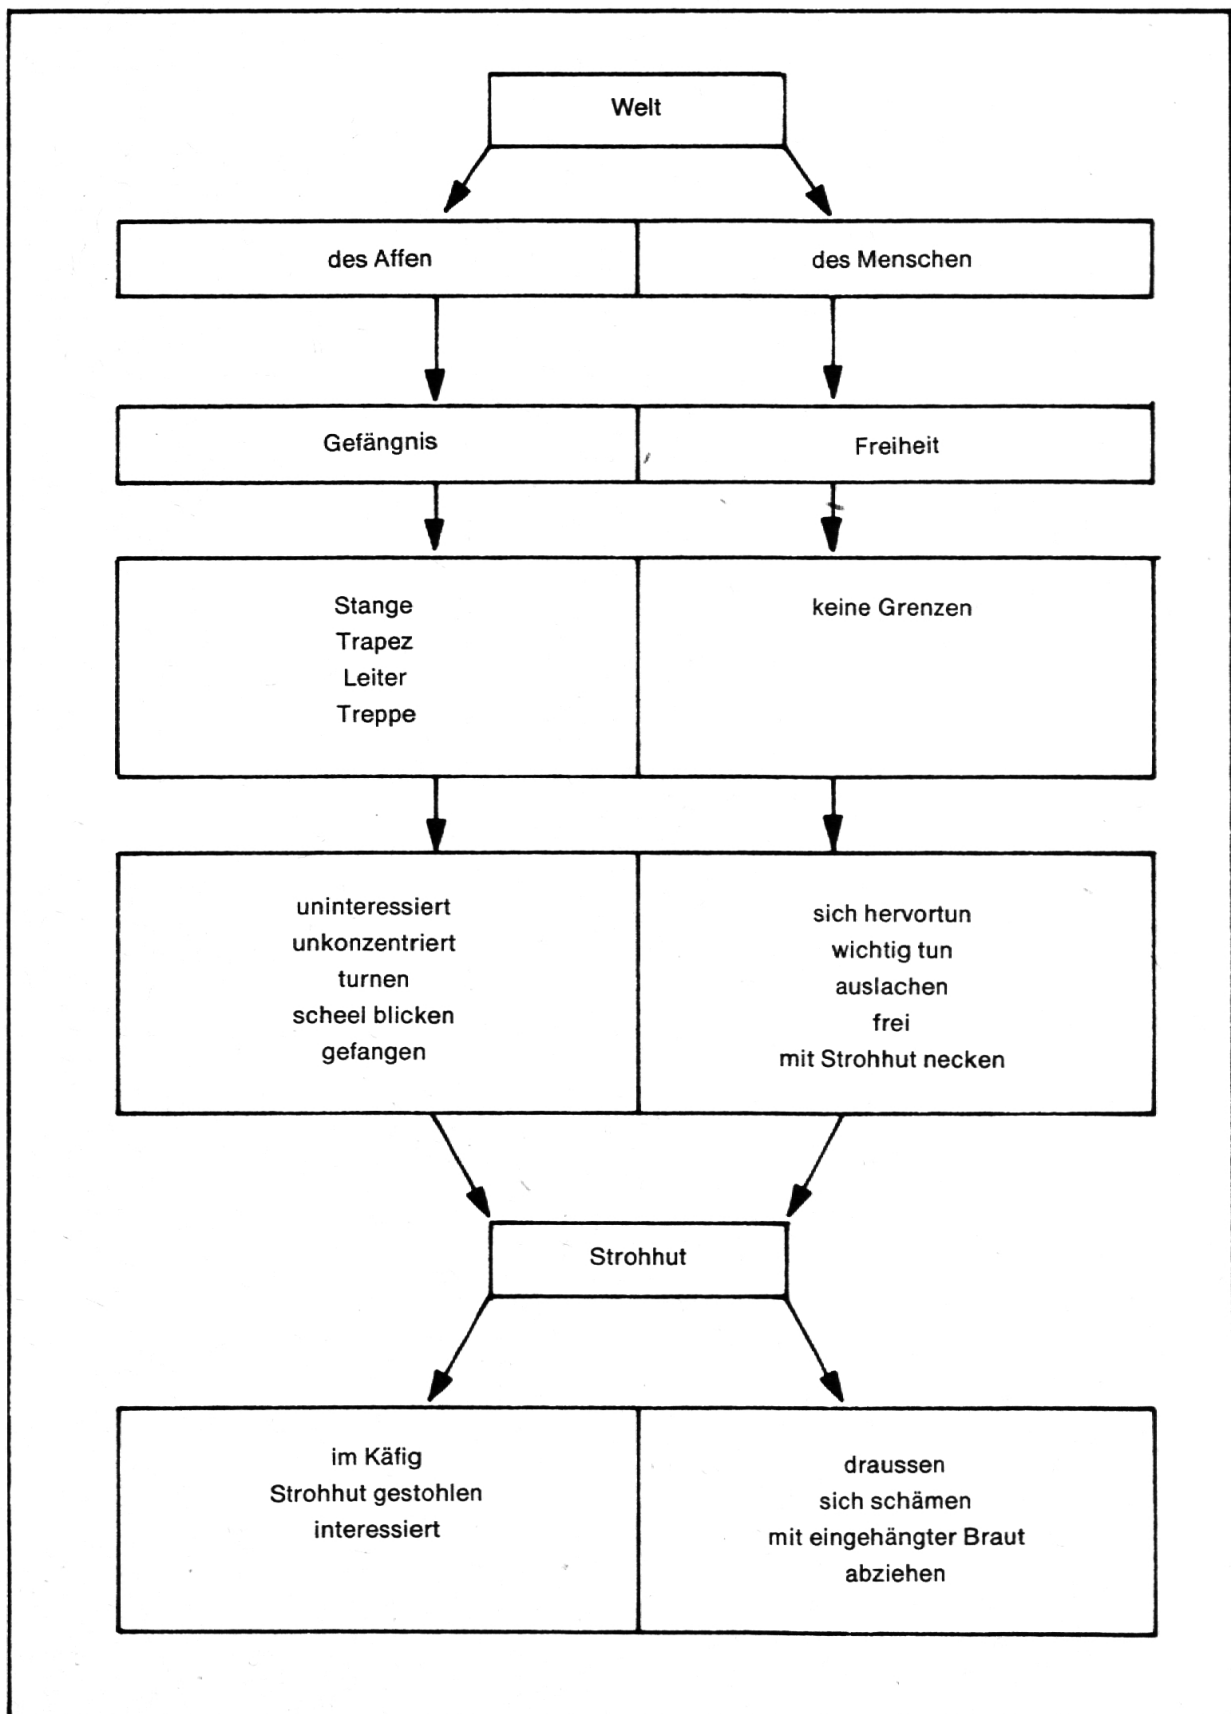 Welt
des Affen
des Menschen
Gefängnis
Freiheit
Stange
Trapez
Leiter
Treppe
keine Grenzen
uninteressiert
unkonzentriert
turnen
scheel blicken
gefangen
sich hervortun
wichtig tun
auslachen
frei
mit Strohhut necken
Strohhut
im Käfig
Strohhut gestohlen
interessiert
draussen
sich schämen
mit eingehängter Braut
abziehen